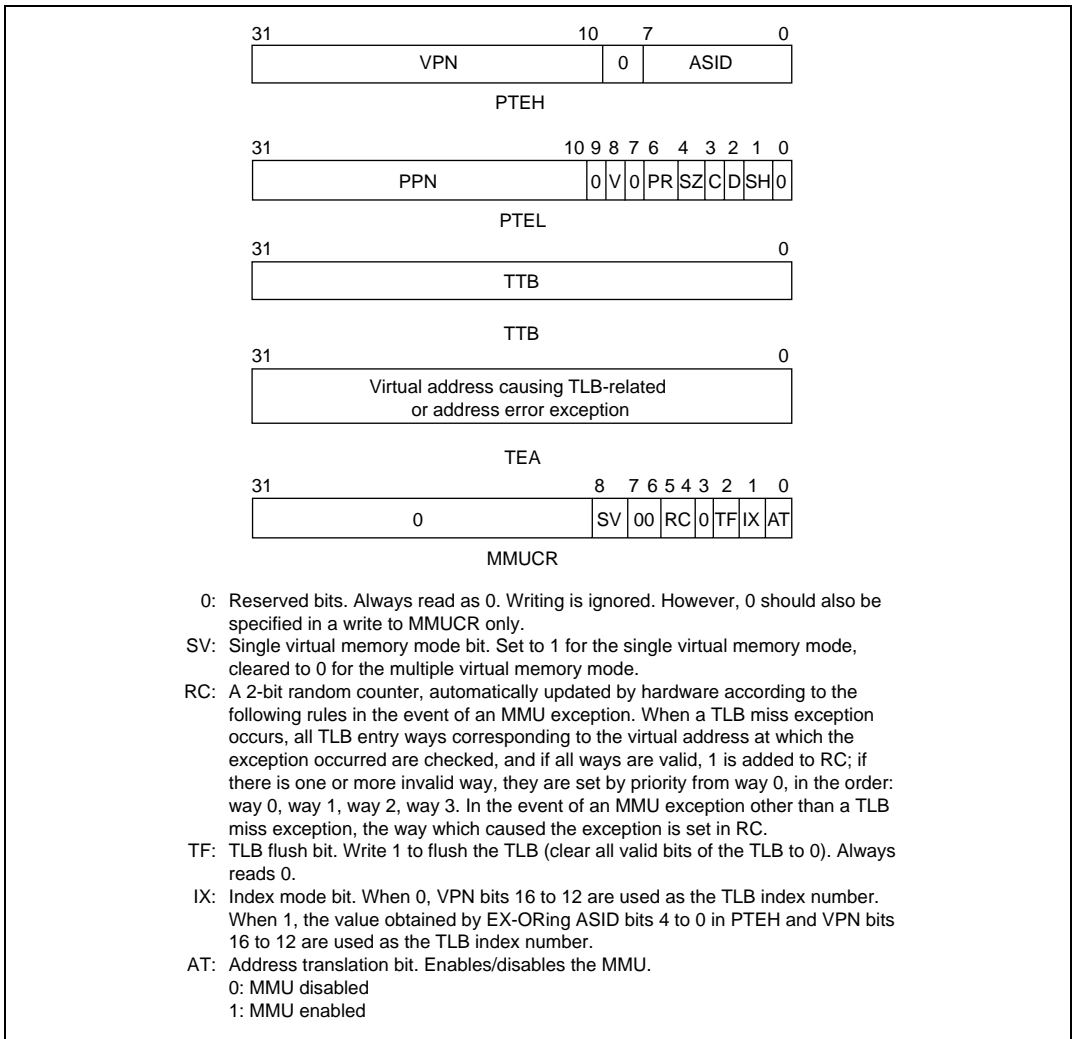 31 10 7 0
VPN 0 ASID
PTEH
31 10 9 8 7 6 4 3 2 1 0
PPN 0 V 0 PR SZ C D SH 0
PTEL
31 0
TTB
TTB
31 0
Virtual address causing TLB-related
or address error exception
TEA
31 8 7 6 5 4 3 2 1 0
0 SV 00 RC 0 TF IX AT
MMUCR
0: Reserved bits. Always read as 0. Writing is ignored. However, 0 should also be
specified in a write to MMUCR only.
SV: Single virtual memory mode bit. Set to 1 for the single virtual memory mode,
cleared to 0 for the multiple virtual memory mode.
RC: A 2-bit random counter, automatically updated by hardware according to the
following rules in the event of an MMU exception. When a TLB miss exception
occurs, all TLB entry ways corresponding to the virtual address at which the
exception occurred are checked, and if all ways are valid, 1 is added to RC; if
there is one or more invalid way, they are set by priority from way 0, in the order:
way 0, way 1, way 2, way 3. In the event of an MMU exception other than a TLB
miss exception, the way which caused the exception is set in RC.
TF: TLB flush bit. Write 1 to flush the TLB (clear all valid bits of the TLB to 0). Always
reads 0.
IX: Index mode bit. When 0, VPN bits 16 to 12 are used as the TLB index number.
When 1, the value obtained by EX-ORing ASID bits 4 to 0 in PTEH and VPN bits
16 to 12 are used as the TLB index number.
AT: Address translation bit. Enables/disables the MMU.
0: MMU disabled
1: MMU enabled